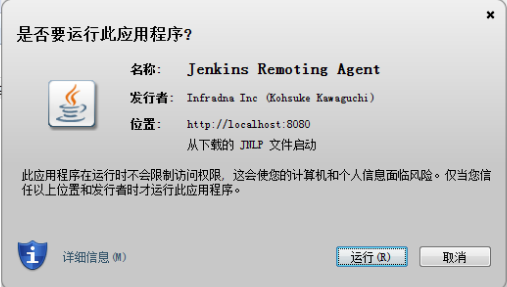 是否要运行此应用程序?
名称: Jenkins Remoting Agent
发行者: Infradna Inc (Kohsuke Kawaguchi)
位置: http://localhost:8080
从下载的 JNLP 文件启动
此应用程序在运行时不会限制访问权限, 这会使您的计算机和个人信息面临风险。仅当您信
任以上位置和发行者时才运行此应用程序。
详细信息(M)
运行(R) 取消